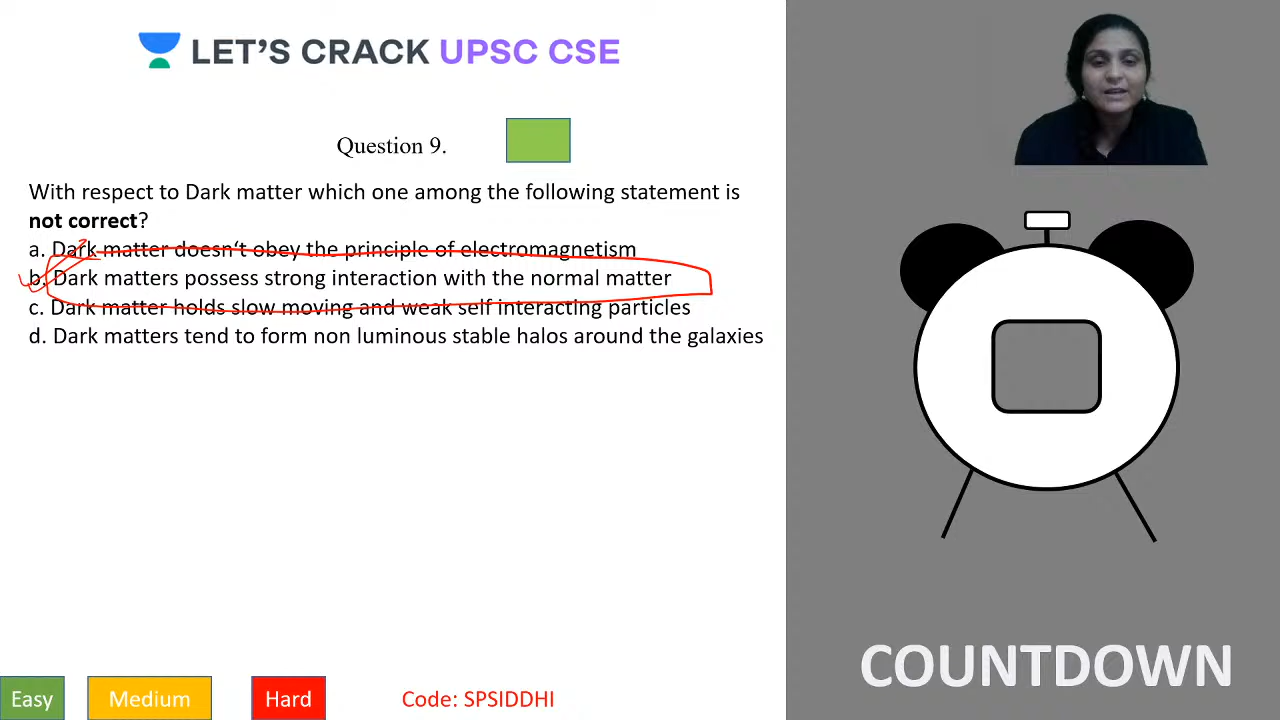 LET'S CRACK UPSC CSE
Question 9.
With respect to Dark matter which one among the following statement is
not correct?
a. Dark matter doesn't obey the principle of electromagnetism
b. Dark matters possess strong interaction with the normal matter
c. Dark matter holds slow moving and weak self interacting particles
d. Dark matters tend to form non luminous stable halos around the galaxies
COUNTDOWN
Easy
Medium
Hard
Code: SPSIDDHI